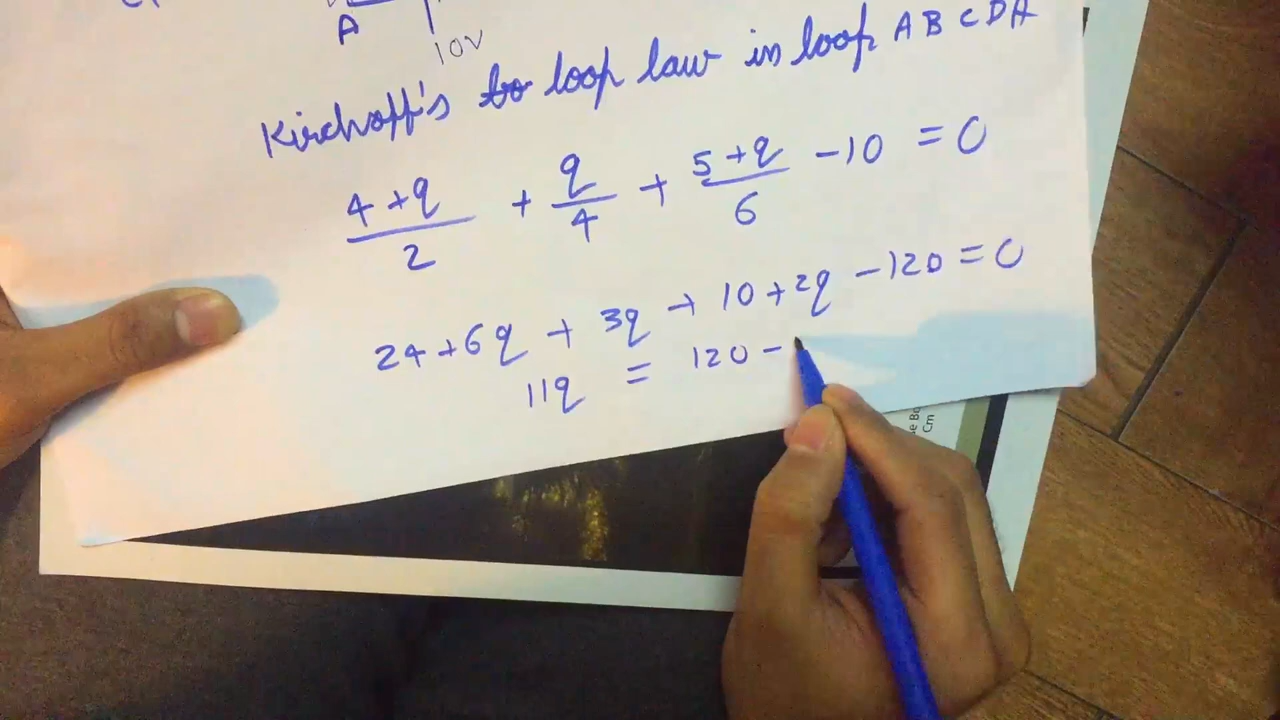 A
10V
Kirchoff's loop law in loop ABCDA
4+q/2 + q/4 + 5+q/6 -10 = 0
24+6q + 3q + 10+2q -120 = 0
11q = 120 -
Cm